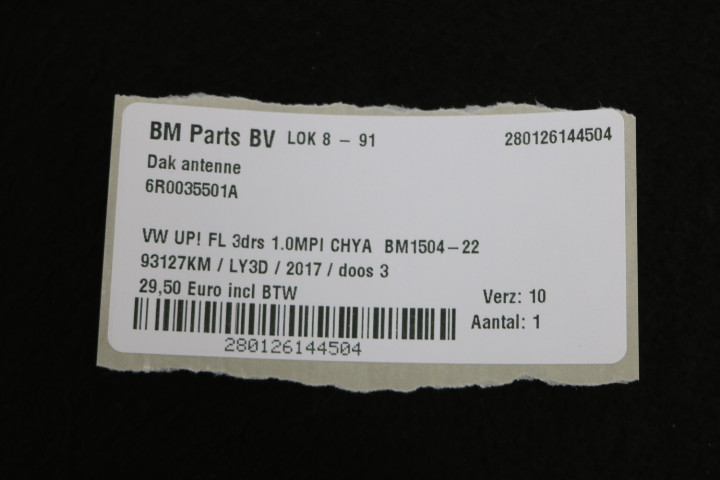 BM Parts BV LOK 8 - 91 280126144504
Dak antenne
6R0035501A
VW UP! FL 3drs 1.0MPI CHYA BM1504-22
93127KM / LY3D / 2017 / doos 3
29,50 Euro incl BTW Verz: 10
Aantal: 1
280126144504